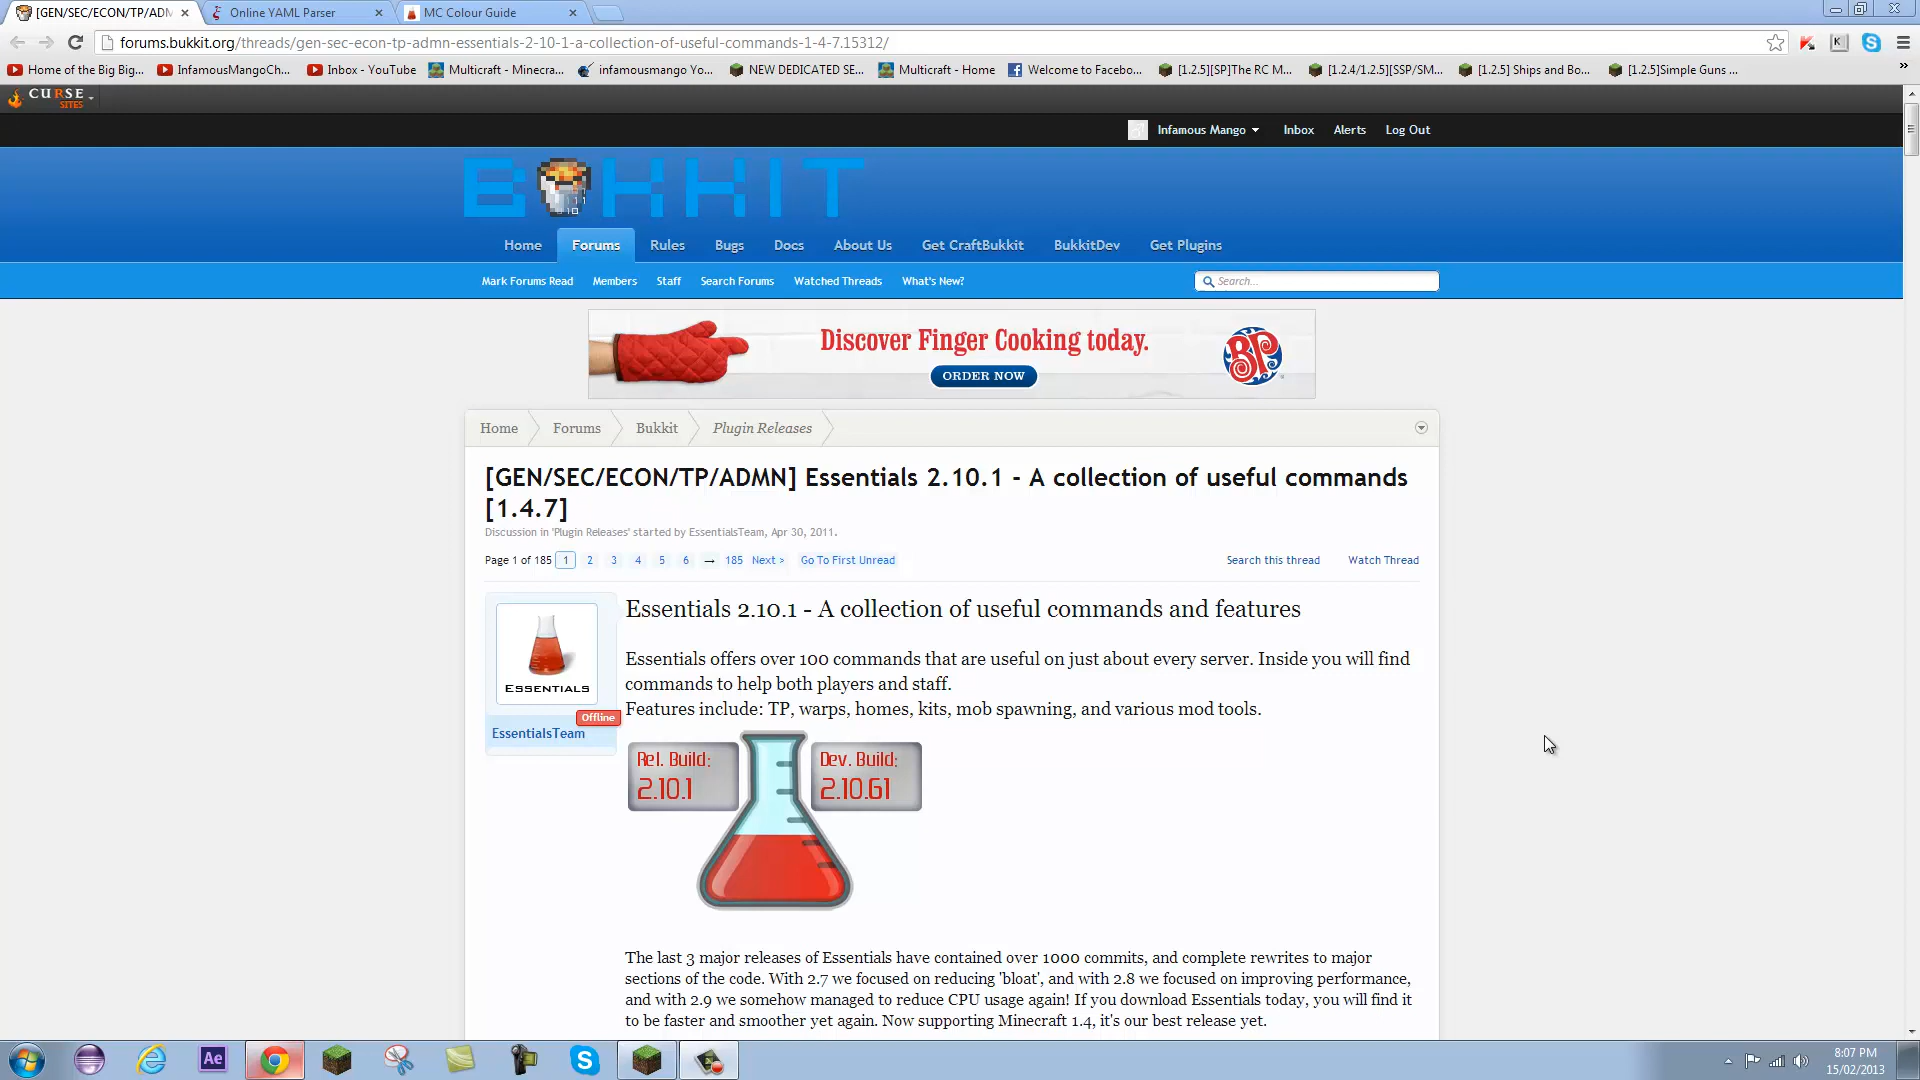 [GEN/SEC/ECON/TP/ADM
Online YAML Parser
MC Colour Guide
forums.bukkit.org/threads/gen-sec-econ-tp-admn-essentials-2-10-1-a-collection-of-useful-commands-1-4-7.15312/
Home of the Big Big...
InfamousMangoCh...
Inbox - YouTube
Multicraft - Minecra...
infamousmango Yo...
NEW DEDICATED SE...
Multicraft - Home
Welcome to Facebo...
[1.2.5][SP]The RC M...
[1.2.4/1.2.5][SSP/SM...
[1.2.5] Ships and Bo...
[1.2.5]Simple Guns ...
CURSE
SITES
Infamous Mango
Inbox
Alerts
Log Out
BUKKIT
Home
Forums
Rules
Bugs
Docs
About Us
Get CraftBukkit
BukkitDev
Get Plugins
Mark Forums Read
Members
Staff
Search Forums
Watched Threads
What's New?
Search...
Discover Finger Cooking today.
ORDER NOW
BP
Home
Forums
Bukkit
Plugin Releases
[GEN/SEC/ECON/TP/ADMN] Essentials 2.10.1 - A collection of useful commands
[1.4.7]
Discussion in 'Plugin Releases' started by EssentialsTeam, Apr 30, 2011.
Page 1 of 185 1 2 3 4 5 6 → 185 Next > Go To First Unread
Search this thread
Watch Thread
ESSENTIALS
Offline
EssentialsTeam
Essentials 2.10.1 - A collection of useful commands and features
Essentials offers over 100 commands that are useful on just about every server. Inside you will find
commands to help both players and staff.
Features include: TP, warps, homes, kits, mob spawning, and various mod tools.
Rel. Build:
2.10.1
Dev. Build:
2.10.61
The last 3 major releases of Essentials have contained over 1000 commits, and complete rewrites to major
sections of the code. With 2.7 we focused on reducing 'bloat', and with 2.8 we focused on improving performance,
and with 2.9 we somehow managed to reduce CPU usage again! If you download Essentials today, you will find it
to be faster and smoother yet again. Now supporting Minecraft 1.4, it's our best release yet.
Ae
8:07 PM
15/02/2013